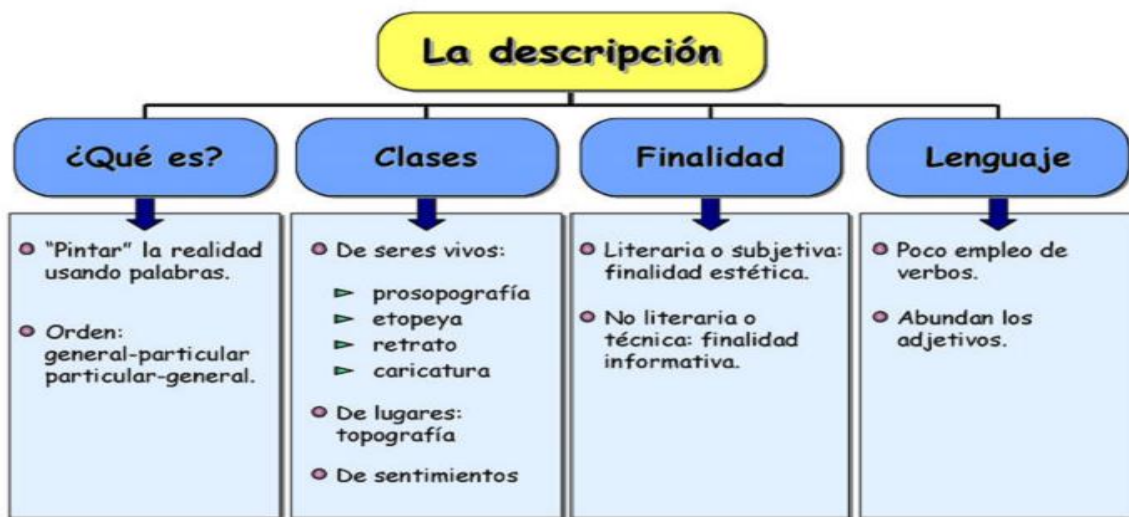 La descripción
¿Qué es?
"Pintar" la realidad
usando palabras.
Orden:
general-particular
particular-general.
Clases
De seres vivos:
prosopografía
etopeya
retrato
caricatura
De lugares:
topografía
De sentimientos
Finalidad
Literaria o subjetiva:
finalidad estética.
No literaria o
técnica: finalidad
informativa.
Lenguaje
Poco empleo de
verbos.
Abundan los
adjetivos.